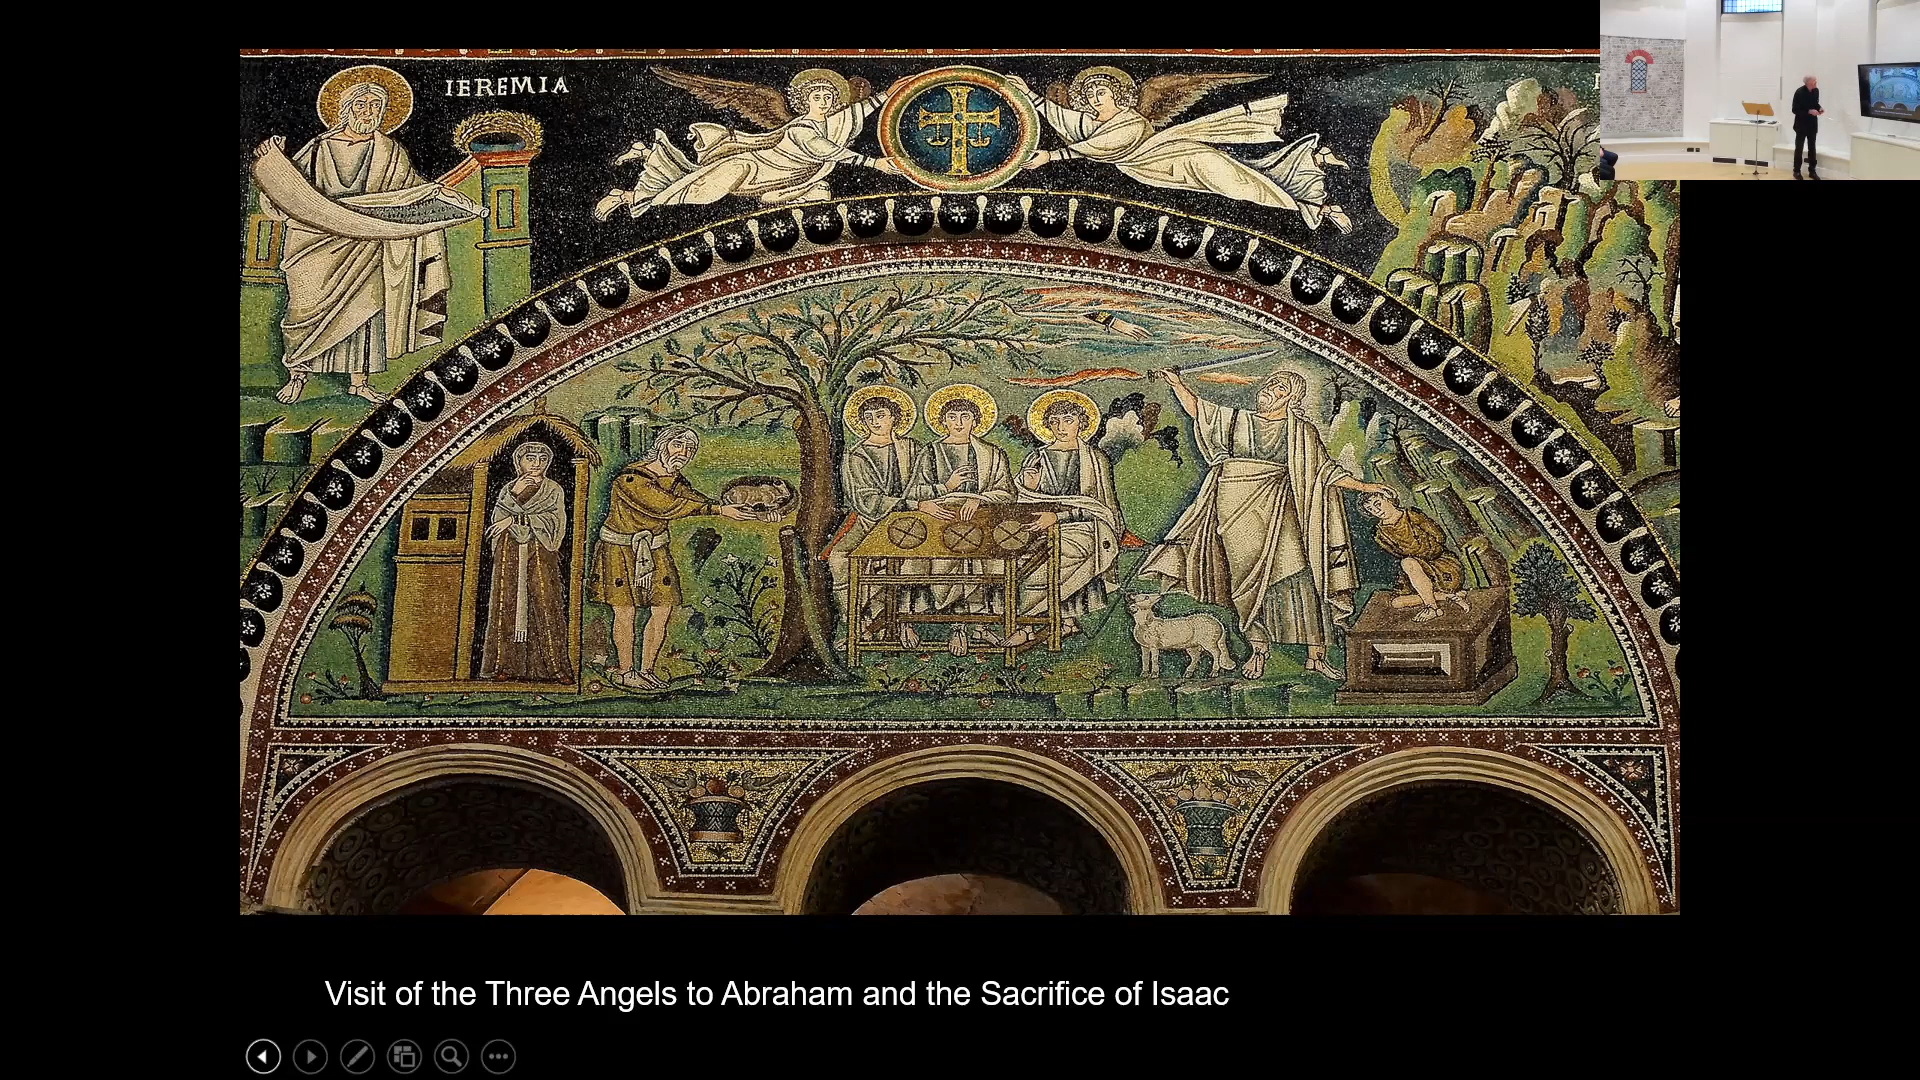 IEREMIA
Visit of the Three Angels to Abraham and the Sacrifice of Isaac